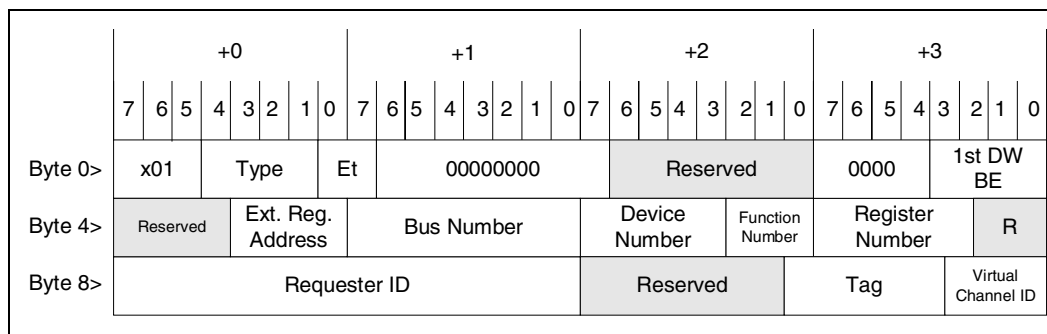 +0 +1 +2 +3
7 6 5 4 3 2 1 0 7 6 5 4 3 2 1 0 7 6 5 4 3 2 1 0 7 6 5 4 3 2 1 0
Byte 0> x01 Type Et 00000000 Reserved 0000 1st DW
BE
Byte 4> Reserved Ext. Reg.
Address Bus Number Device
Number Function
Number Register
Number R
Byte 8> Requester ID Reserved Tag Virtual
Channel ID